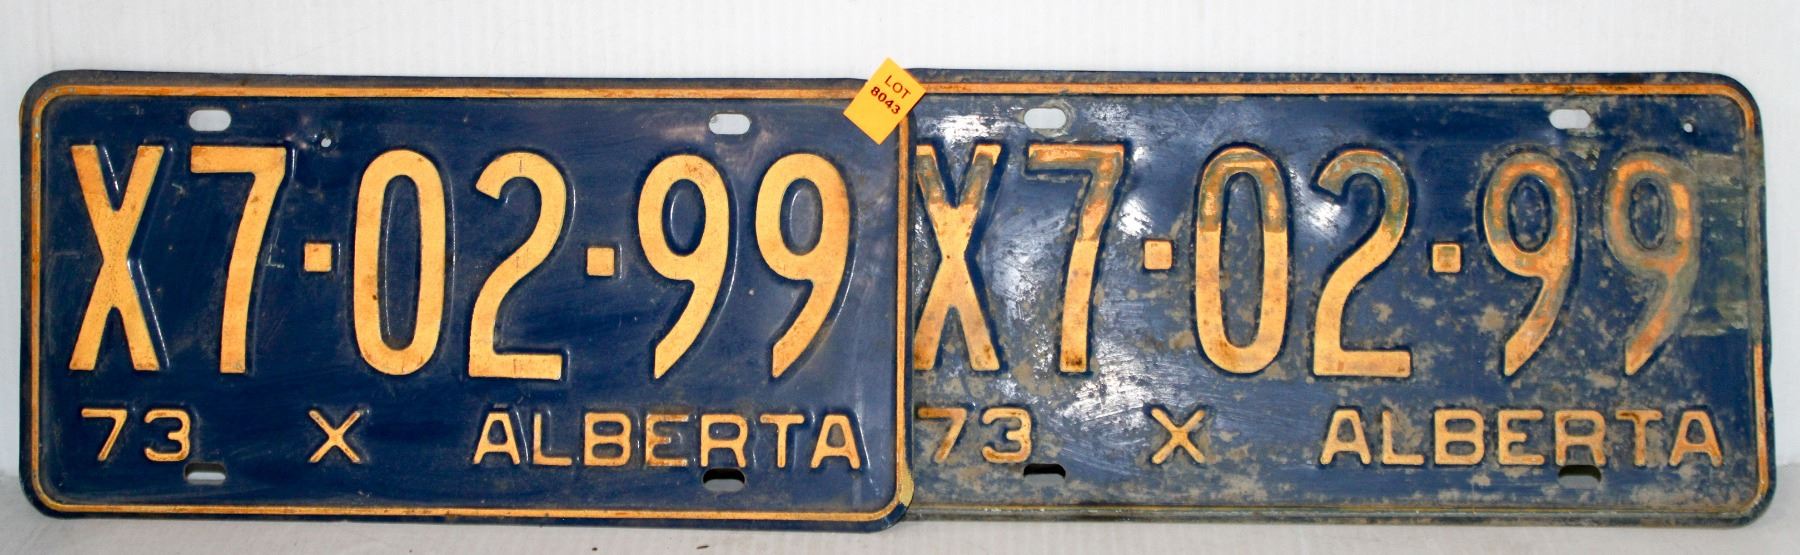 LOT
8043
X7·02·99
73 X ALBERTA
X7·02·99
73 X ALBERTA